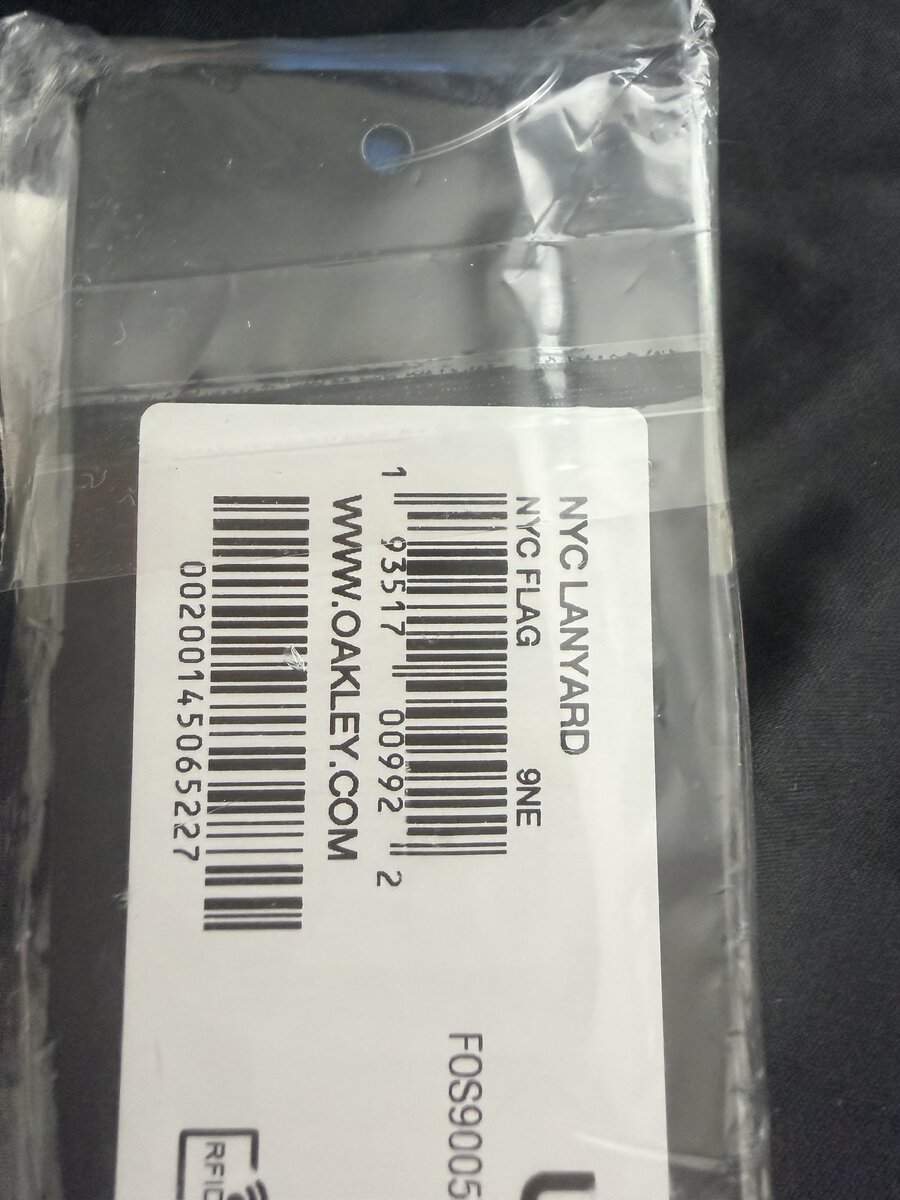 NYC LANYARD
NYC FLAG 9NE
1 93517 00992 2
WWW.OAKLEY.COM
00200145065227
FOS9005
U
RFID